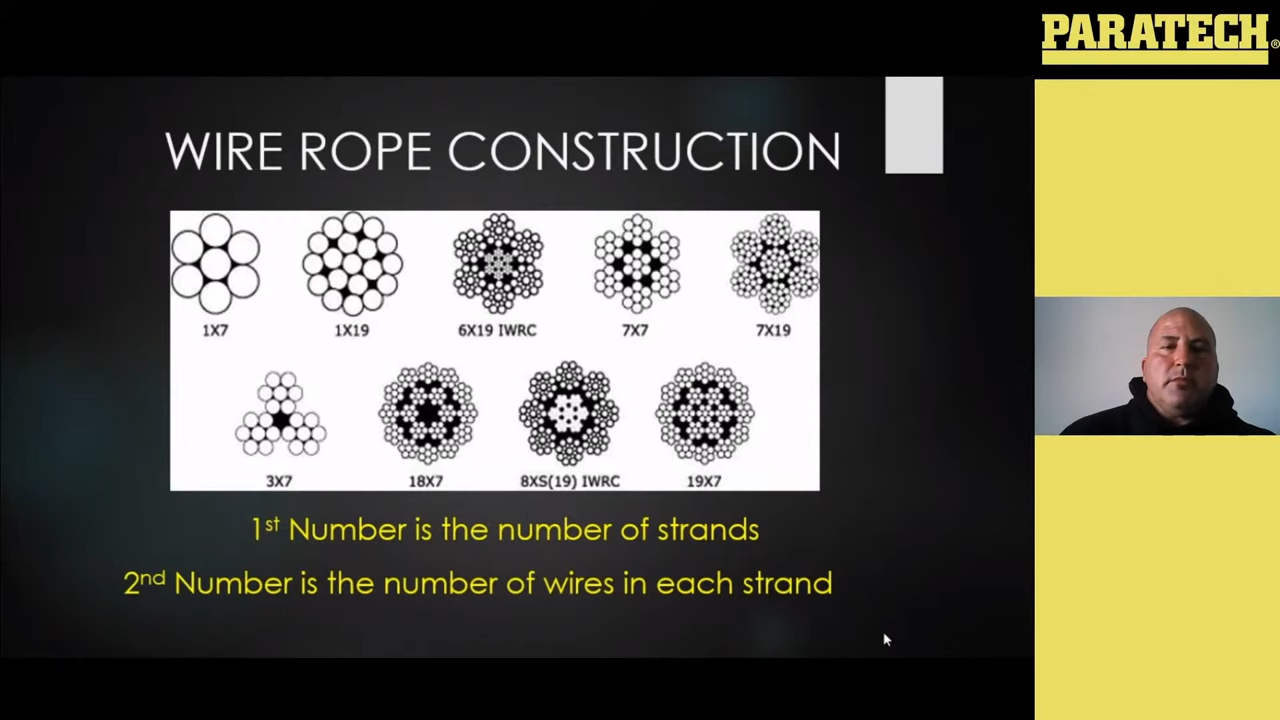 PARATECH®
WIRE ROPE CONSTRUCTION
1X7 1X19 6X19 IWRC 7X7 7X19
3X7 18X7 8XS(19) IWRC 19X7
1st Number is the number of strands
2nd Number is the number of wires in each strand